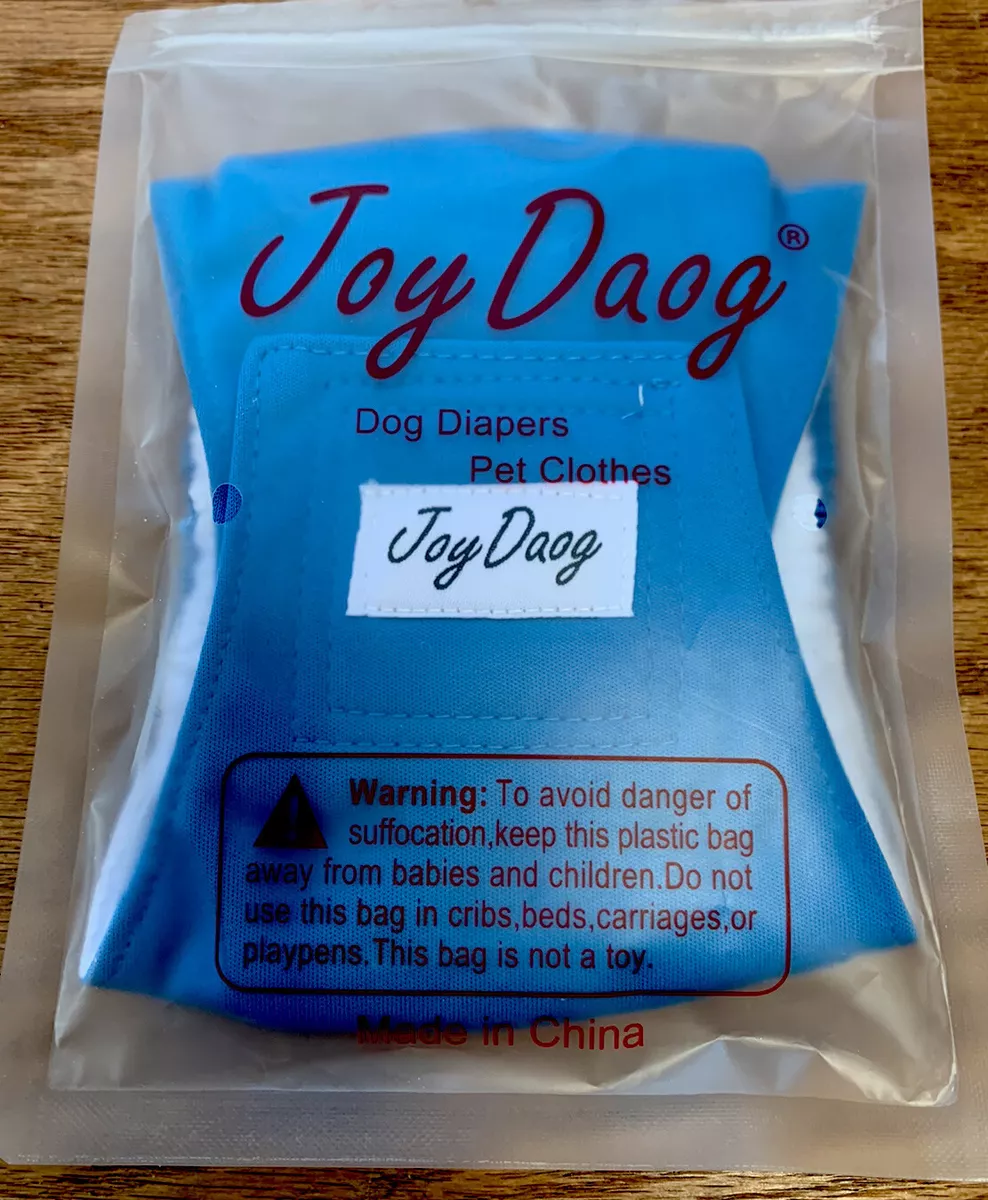 Joy Daog®
Dog Diapers
Pet Clothes
Joy Daog
Warning: To avoid danger of
suffocation,keep this plastic bag
away from babies and children.Do not
use this bag in cribs,beds,carriages,or
playpens.This bag is not a toy.
Made in China